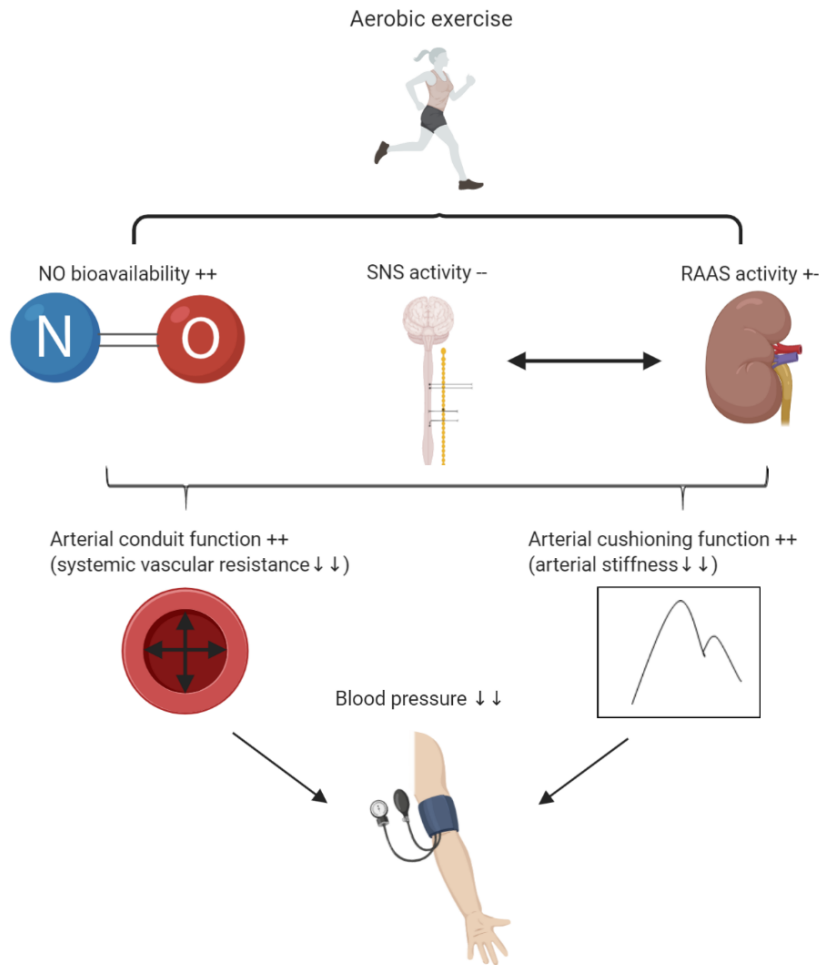 Aerobic exercise
NO bioavailability ++
SNS activity --
RAAS activity +-
N
O
Arterial conduit function ++
(systemic vascular resistance↓↓)
Arterial cushioning function ++
(arterial stiffness↓↓)
Blood pressure ↓↓